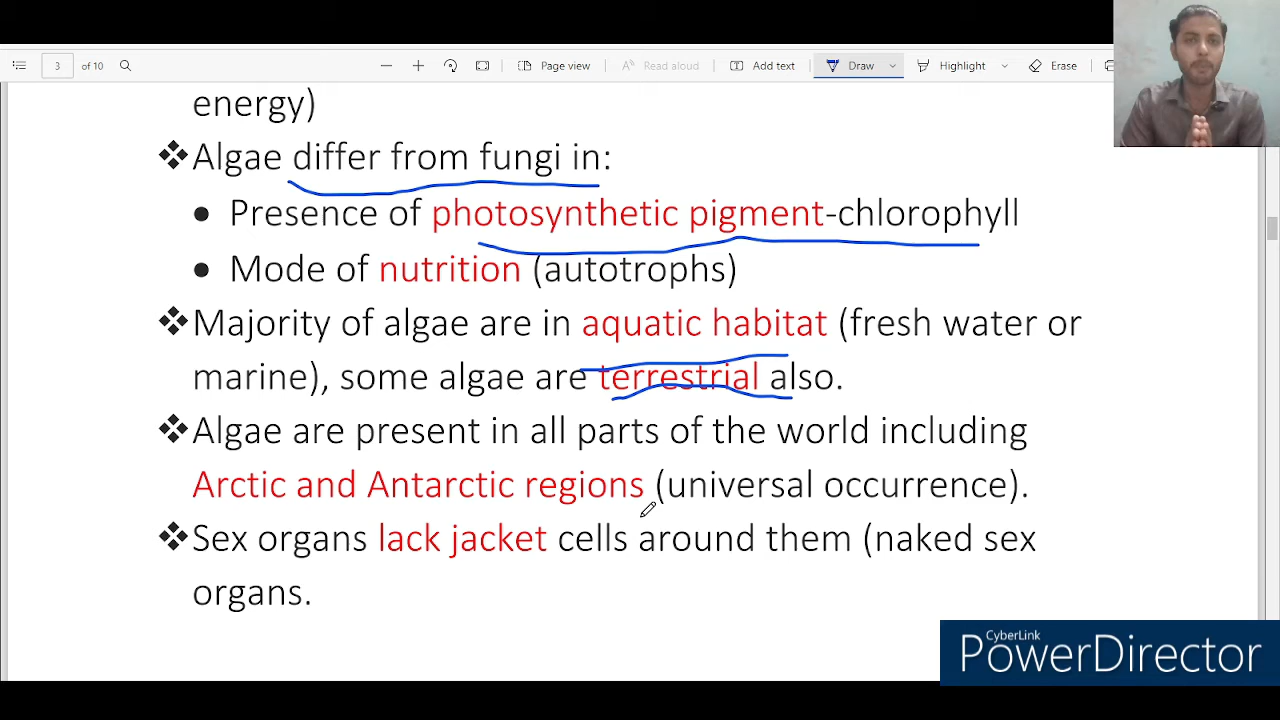 3 of 10 Page view Read aloud Add text Draw Highlight Erase
energy)
❖Algae differ from fungi in:
• Presence of photosynthetic pigment-chlorophyll
• Mode of nutrition (autotrophs)
❖Majority of algae are in aquatic habitat (fresh water or
marine), some algae are terrestrial also.
❖Algae are present in all parts of the world including
Arctic and Antarctic regions (universal occurrence).
❖Sex organs lack jacket cells around them (naked sex
organs.
CyberLink
PowerDirector